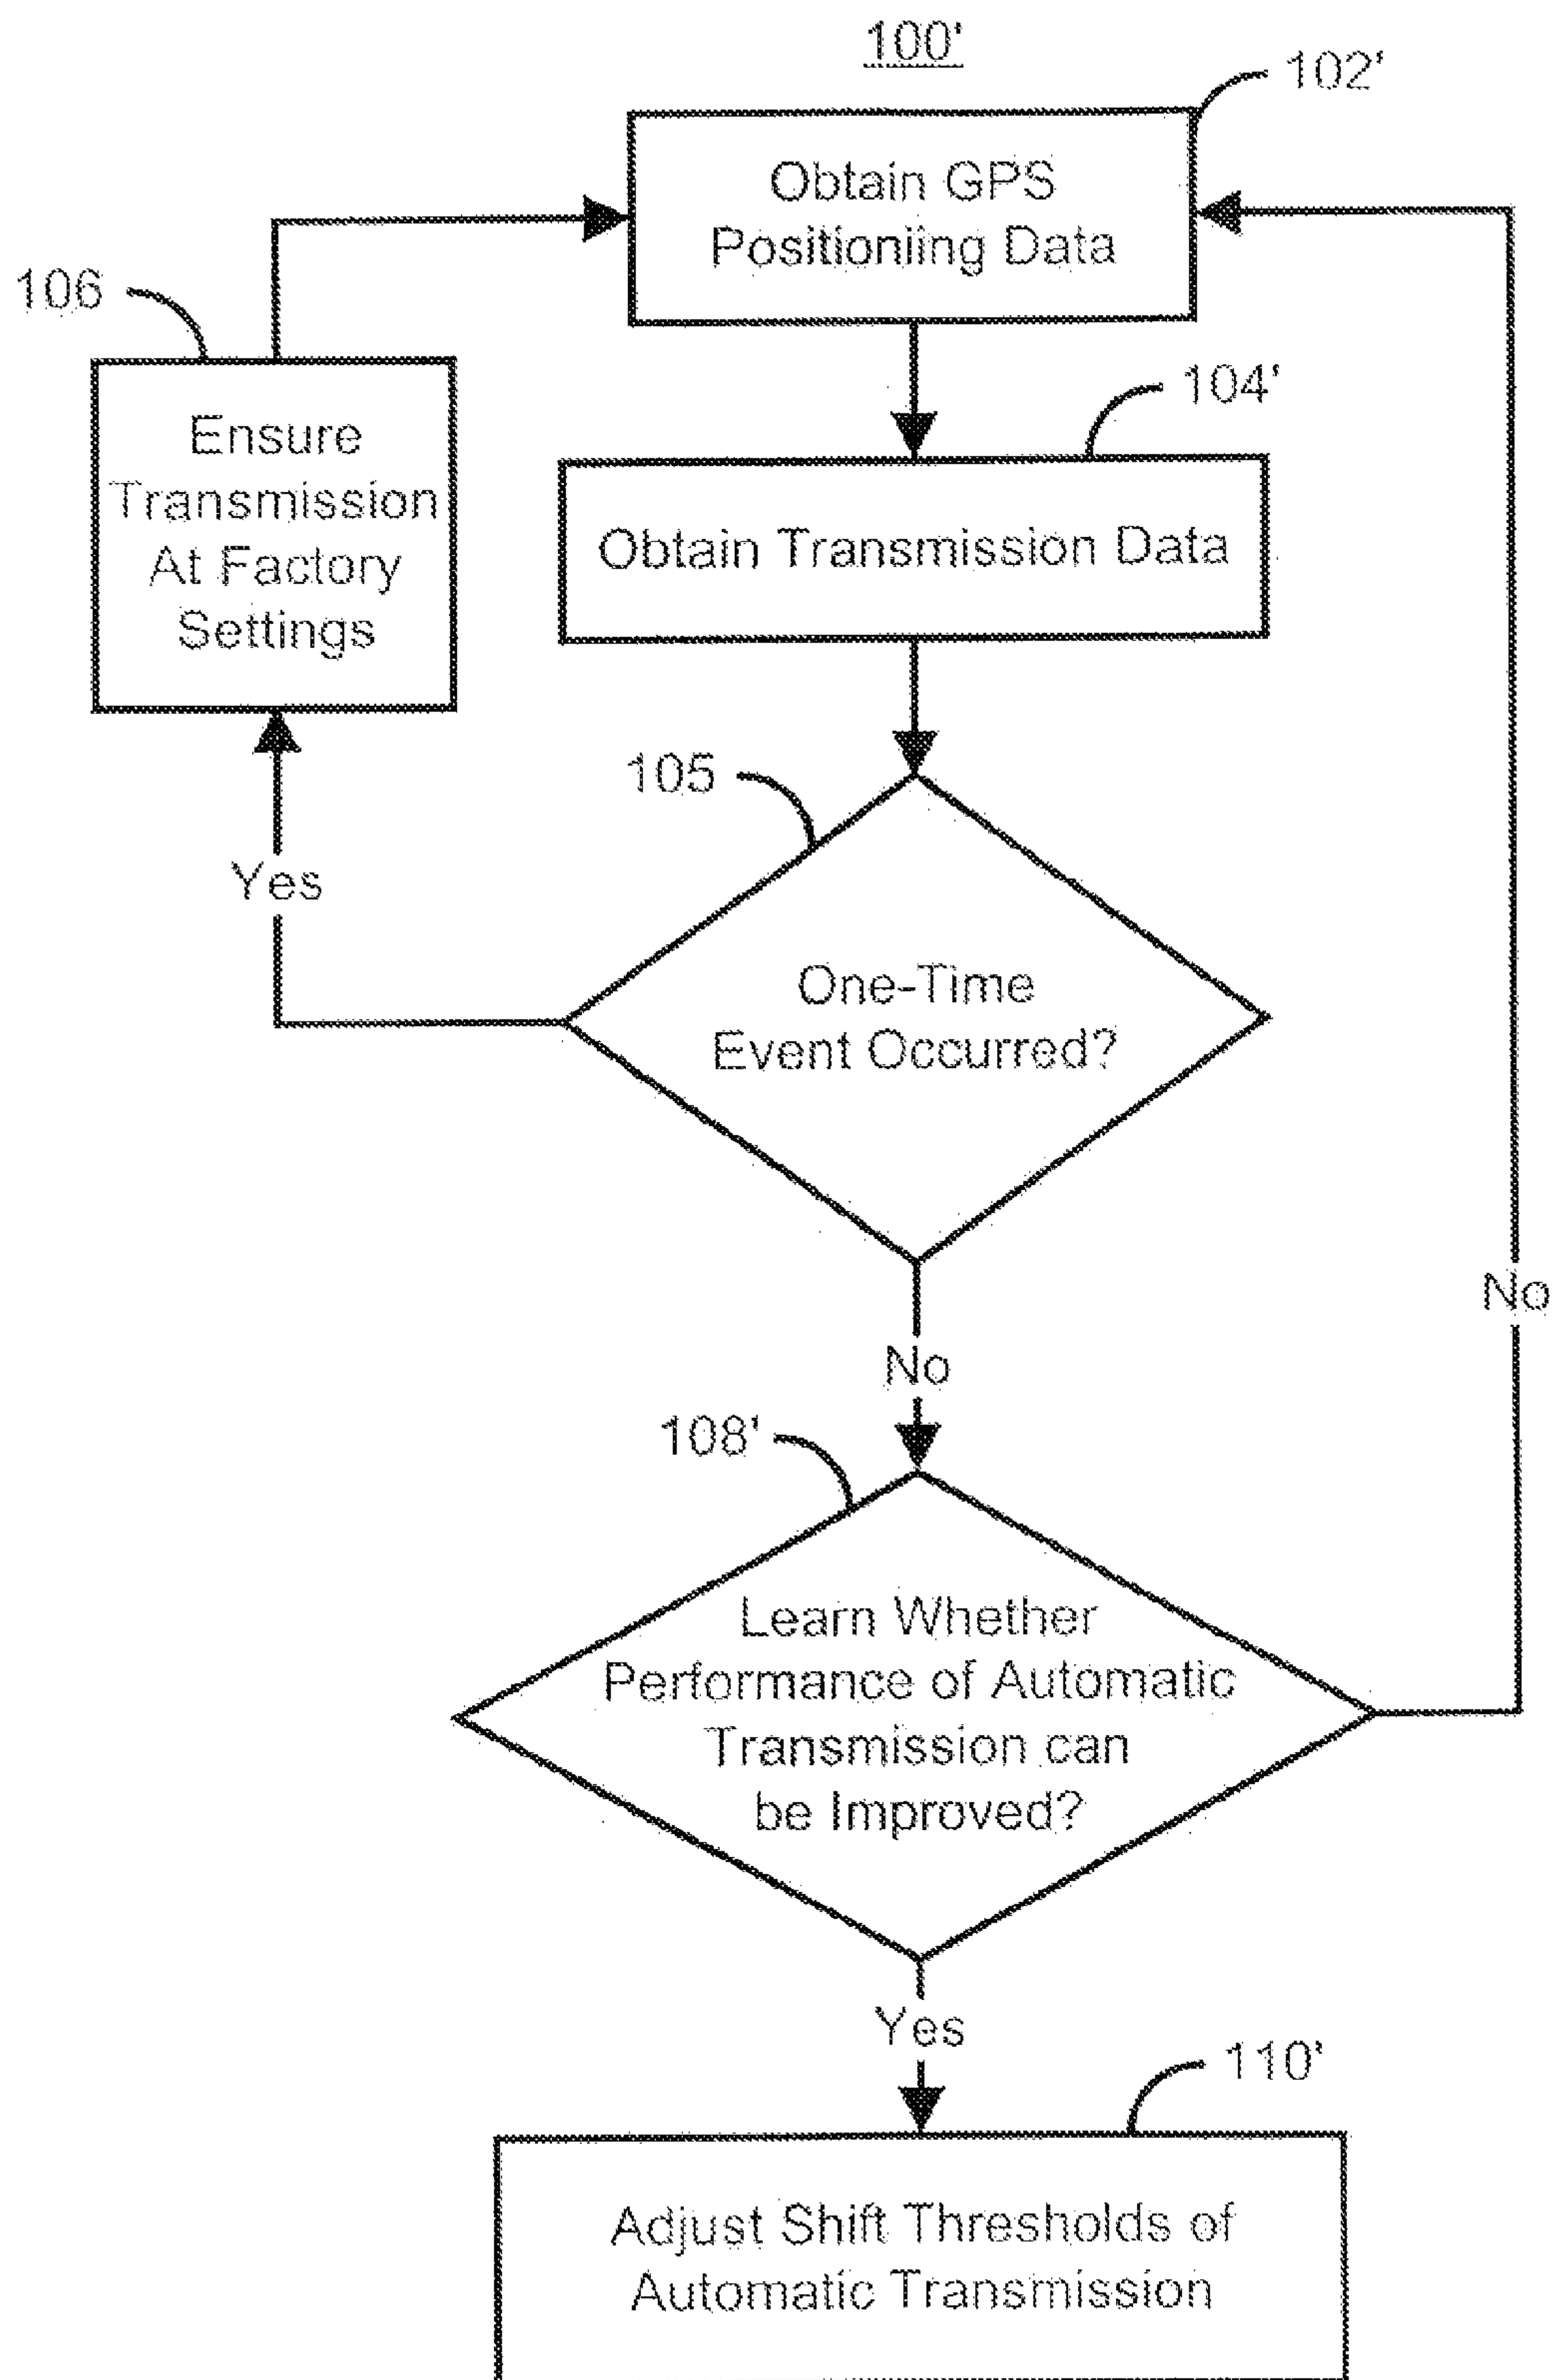 100'
102'
Obtain GPS
Positioniing Data
106
Ensure
Transmission
At Factory
Settings
104'
Obtain Transmission Data
105
Yes
One-Time
Event Occurred?
No
No
108'
Learn Whether
Performance of Automatic
Transmission can
be Improved?
Yes
110'
Adjust Shift Thresholds of
Automatic Transmission